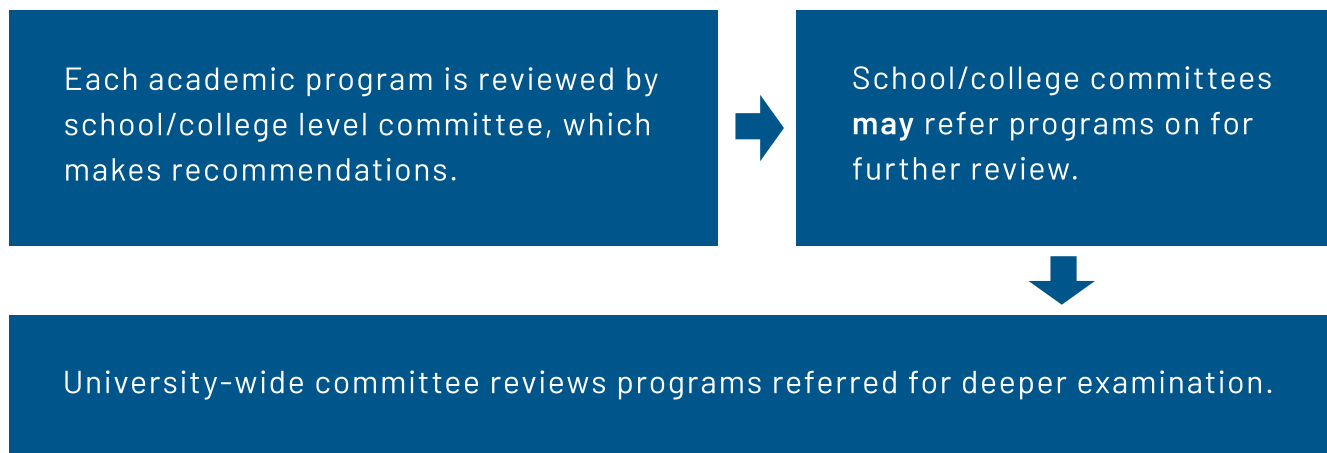 Each academic program is reviewed by
school/college level committee, which
makes recommendations.
School/college committees
may refer programs on for
further review.
University-wide committee reviews programs referred for deeper examination.